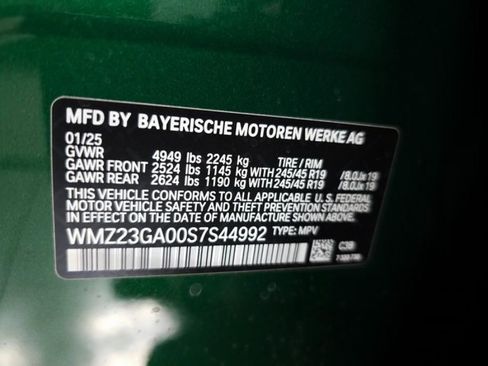 MFD BY BAYERISCHE MOTOREN WERKE AG
01/25
GVWR 4949 lbs 2245 kg TIRE / RIM
GAWR FRONT 2524 lbs 1145 kg WITH 245/45 R19 / 8.0Jx19
GAWR REAR 2624 lbs 1190 kg WITH 245/45 R19 / 8.0Jx19
THIS VEHICLE CONFORMS TO ALL APPLICABLE U.S. FEDERAL
MOTOR VEHICLE SAFETY AND THEFT PREVENTION STANDARDS
IN EFFECT ON THE DATE OF MANUFACTURE SHOWN ABOVE.
WMZ23GA00S7S44992 TYPE: MPV
C3B